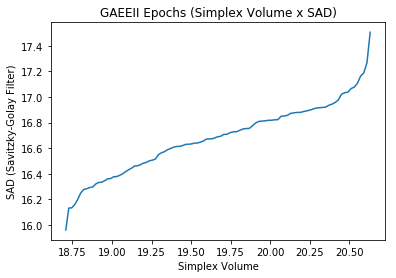 GAEEII Epochs (Simplex Volume x SAD)
SAD (Savitzky-Golay Filter)
17.4
17.2
17.0
16.8
16.6
16.4
16.2
16.0
18.75 19.00 19.25 19.50 19.75 20.00 20.25 20.50
Simplex Volume